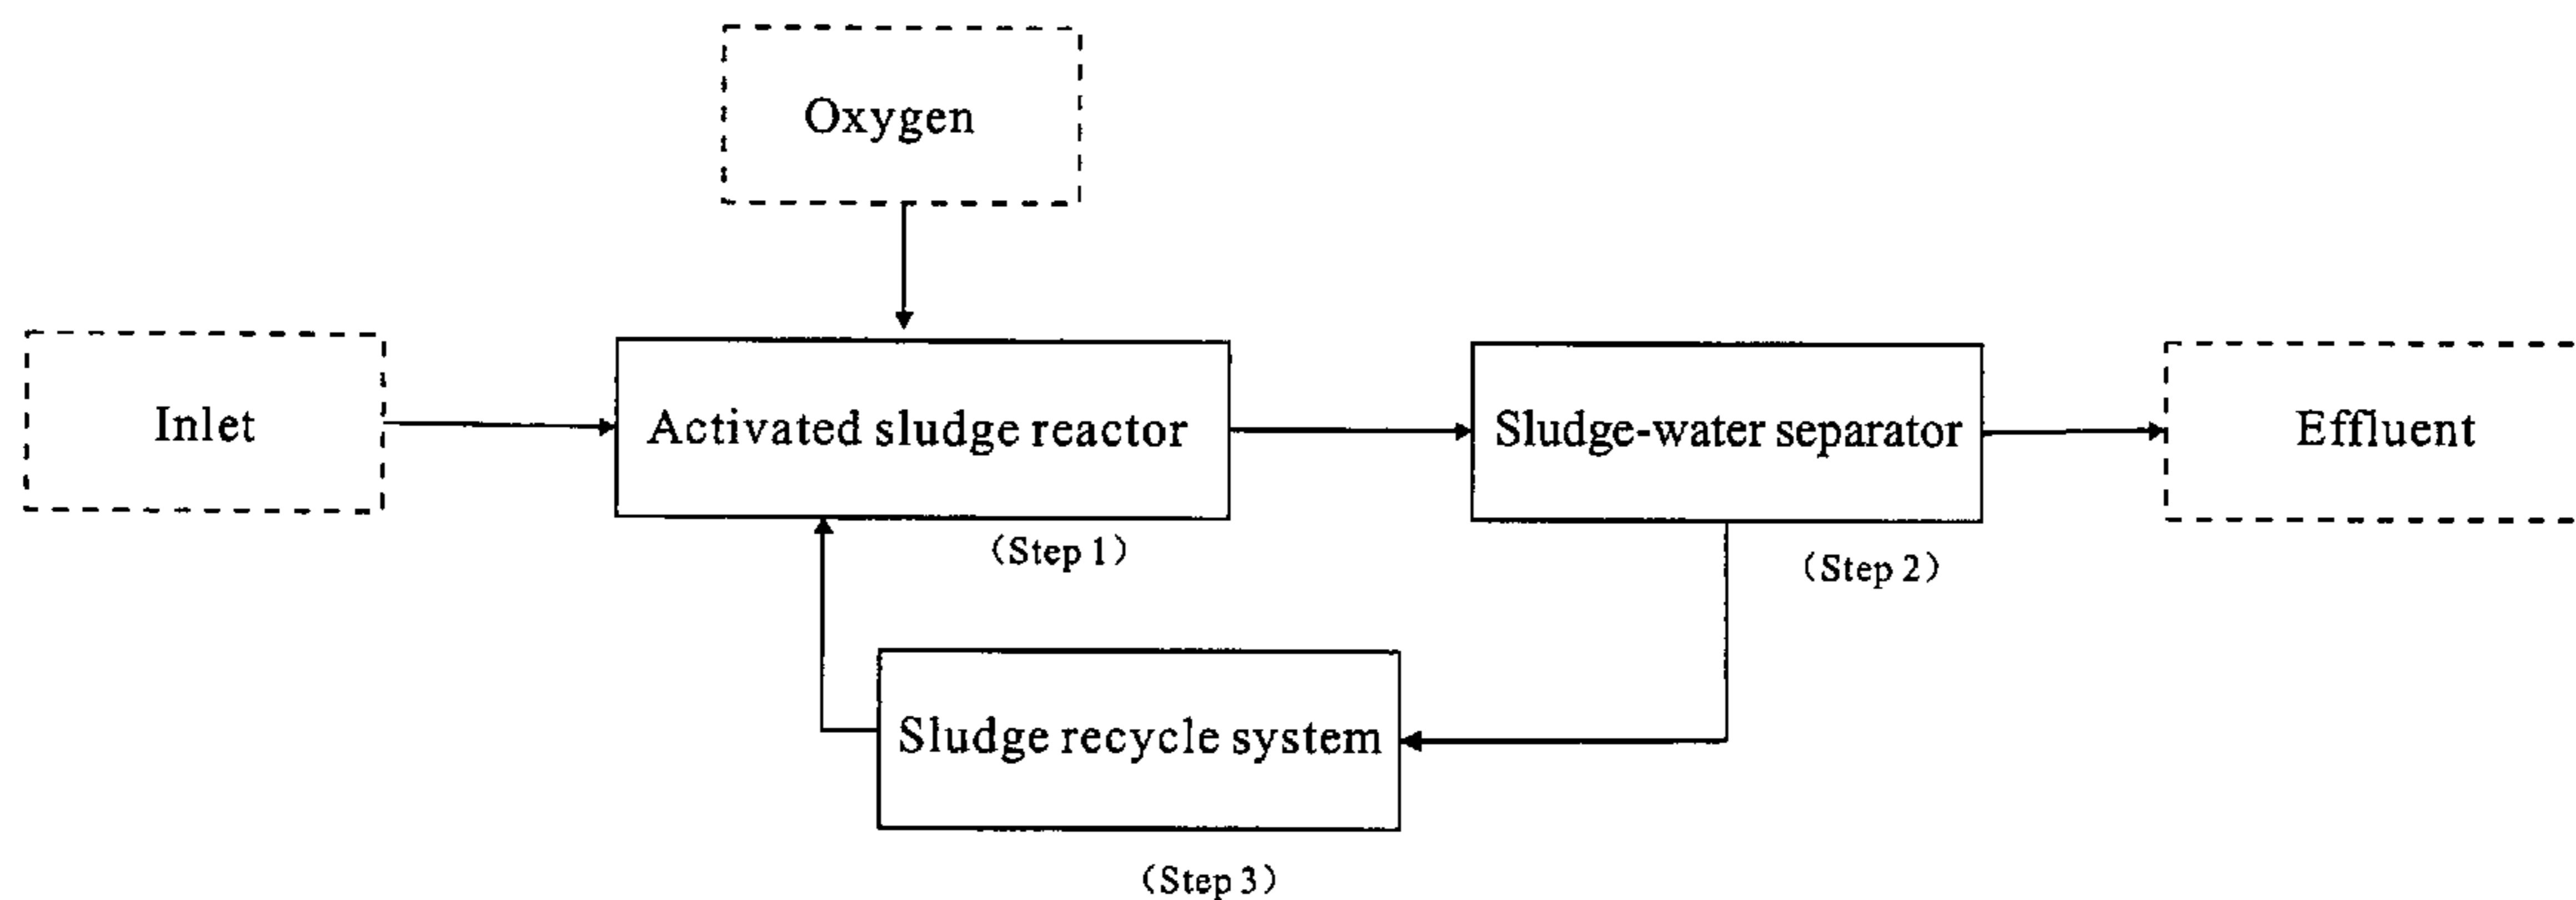 Oxygen
Inlet
Activated sludge reactor
Sludge-water separator
Effluent
(Step 1)
(Step 2)
Sludge recycle system
(Step 3)